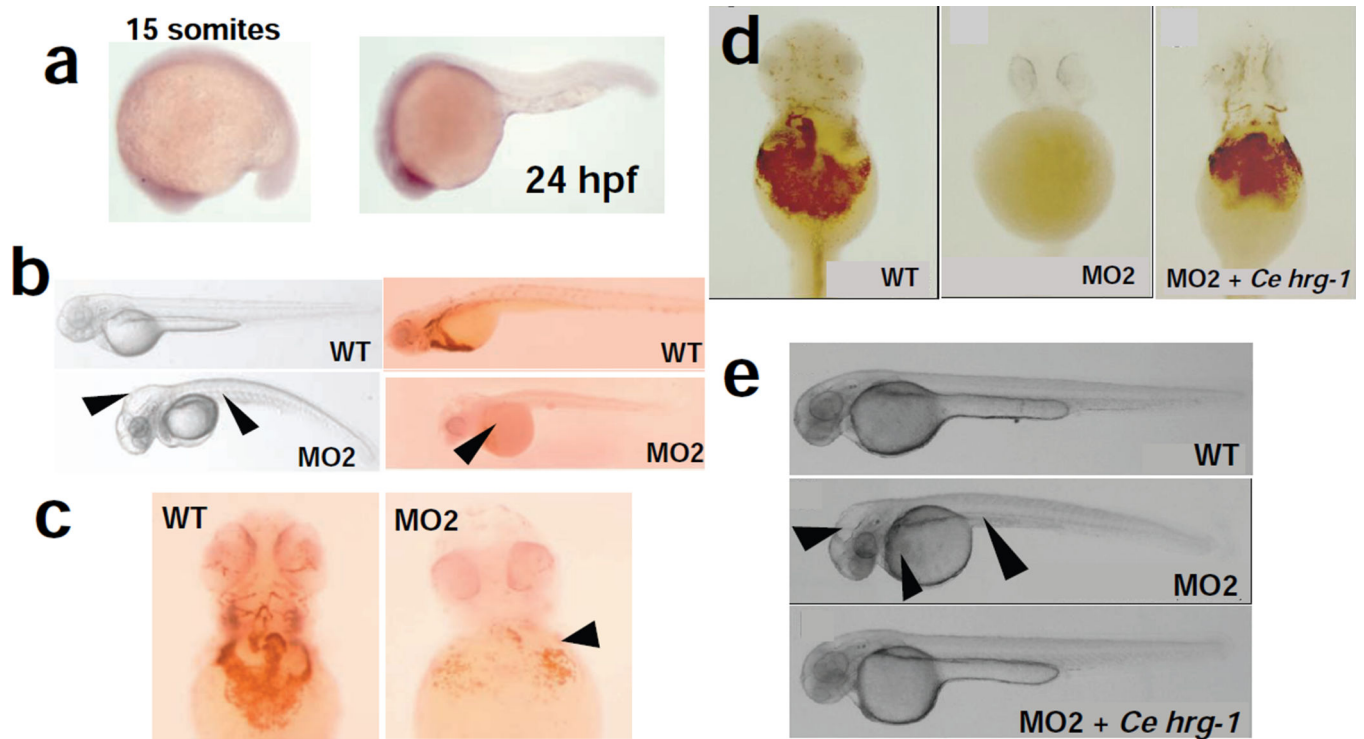 a
15 somites
24 hpf
b
WT
WT
MO2
MO2
c
WT
MO2
d
WT
MO2
MO2 + Ce hrg-1
e
WT
MO2
MO2 + Ce hrg-1